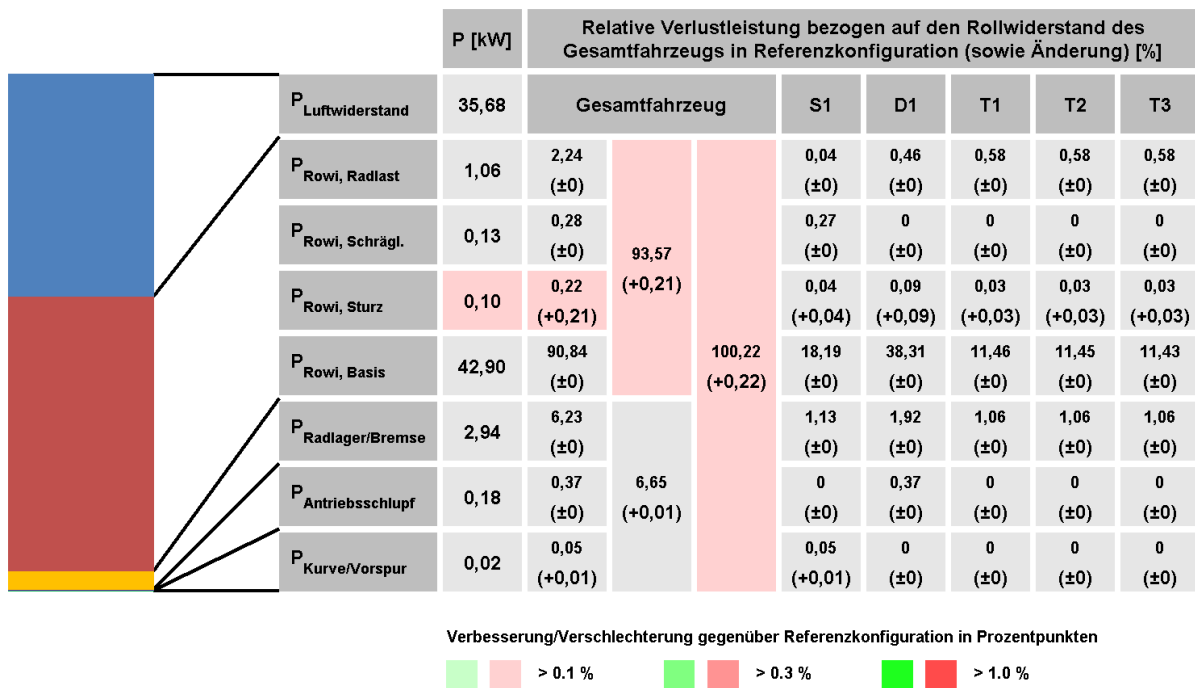 P [kW]
Relative Verlustleistung bezogen auf den Rollwiderstand des
Gesamtfahrzeugs in Referenzkonfiguration (sowie Änderung) [%]
P Luftwiderstand 35,68 Gesamtfahrzeug S1 D1 T1 T2 T3
P Rowi, Radlast 1,06 2,24 0,04 0,46 0,58 0,58 0,58
(±0) (±0) (±0) (±0) (±0) (±0)
P Rowi, Schrägl. 0,13 0,28 0,27 0 0 0 0
(±0) (±0) (±0) (±0) (±0) (±0)
93,57
(+0,21)
P Rowi, Sturz 0,10 0,22 0,04 0,09 0,03 0,03 0,03
(+0,21) (+0,04) (+0,09) (+0,03) (+0,03) (+0,03)
P Rowi, Basis 42,90 90,84 18,19 38,31 11,46 11,45 11,43
(±0) (±0) (±0) (±0) (±0) (±0)
100,22
(+0,22)
P Radlager/Bremse 2,94 6,23 1,13 1,92 1,06 1,06 1,06
(±0) (±0) (±0) (±0) (±0) (±0)
P Antriebsschlupf 0,18 0,37 0 0,37 0 0 0
(±0) (±0) (±0) (±0) (±0) (±0)
6,65
(+0,01)
P Kurve/Vorspur 0,02 0,05 0,05 0 0 0 0
(+0,01) (+0,01) (±0) (±0) (±0) (±0)
Verbesserung/Verschlechterung gegenüber Referenzkonfiguration in Prozentpunkten
> 0.1 % > 0.3 % > 1.0 %